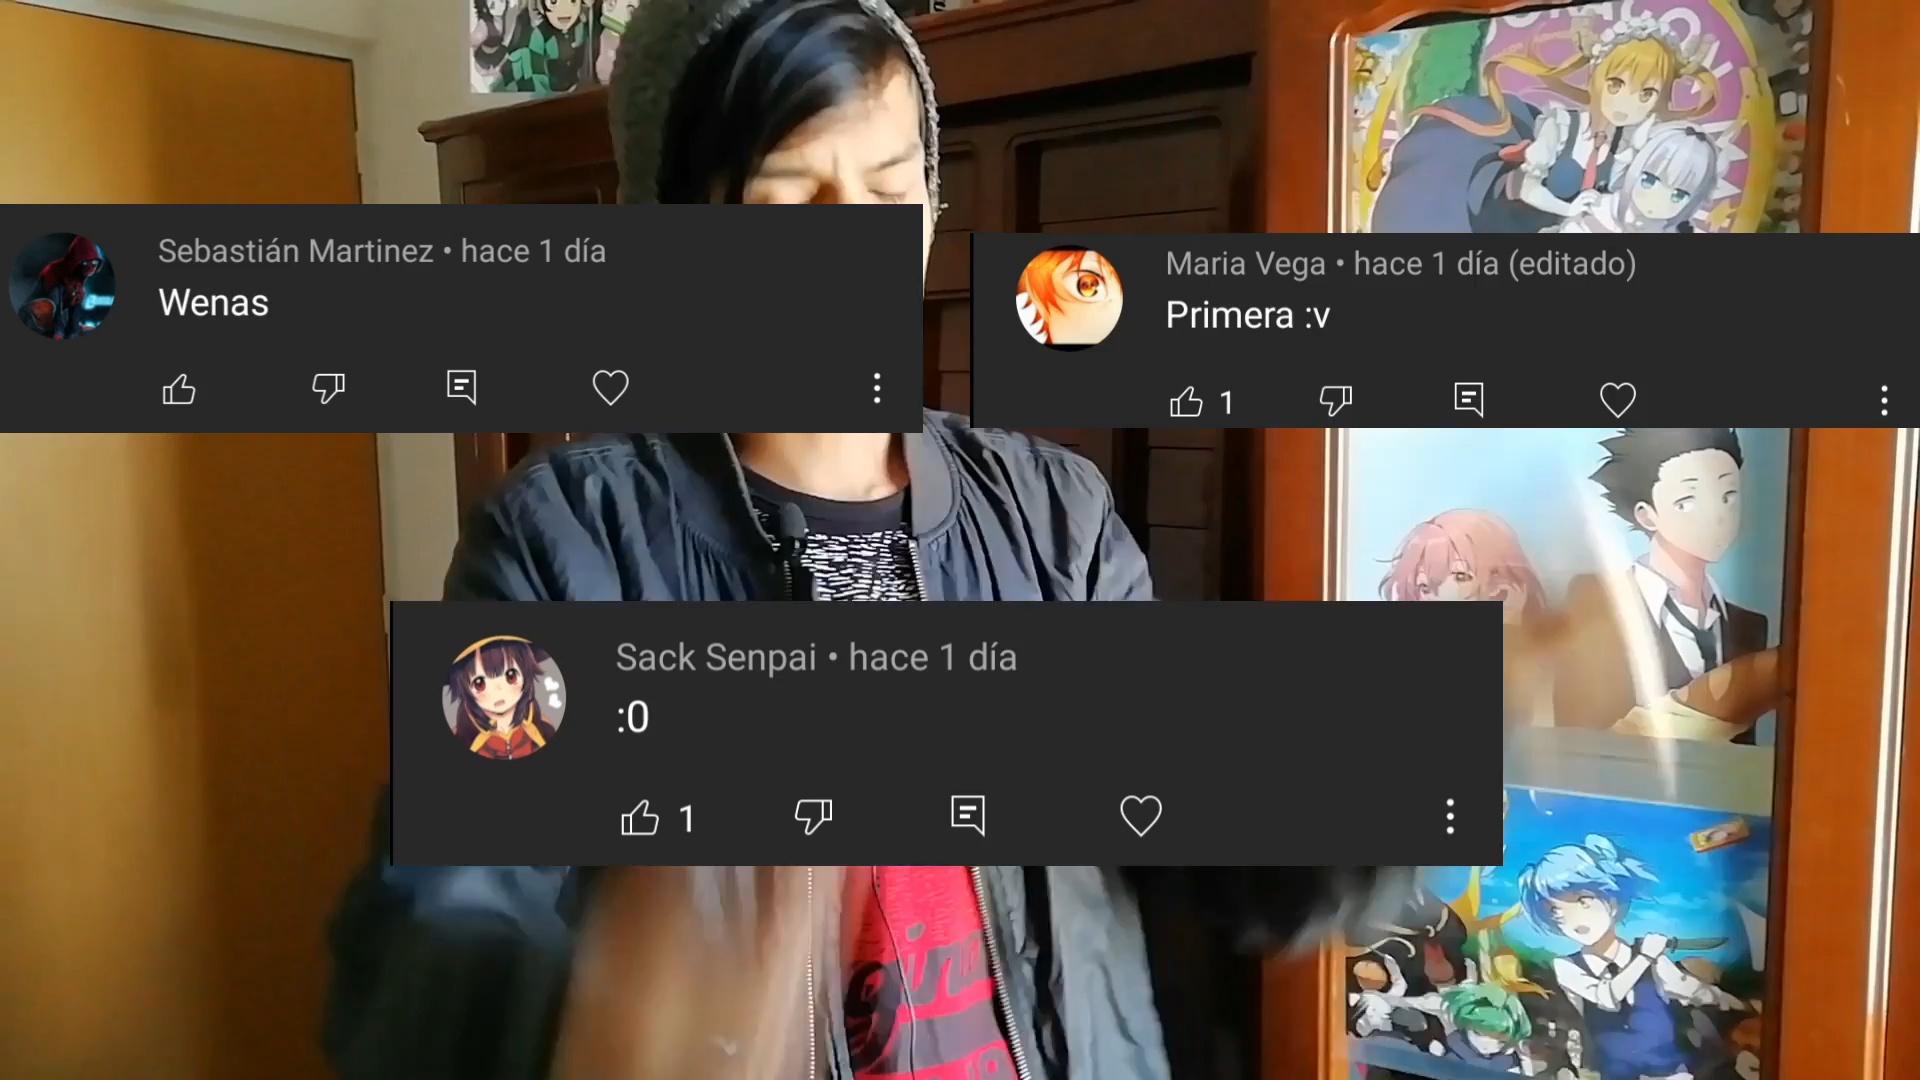 Sebastián Martinez • hace 1 día
Wenas
Maria Vega • hace 1 día (editado)
Primera :v
1
Sack Senpai • hace 1 día
:0
1